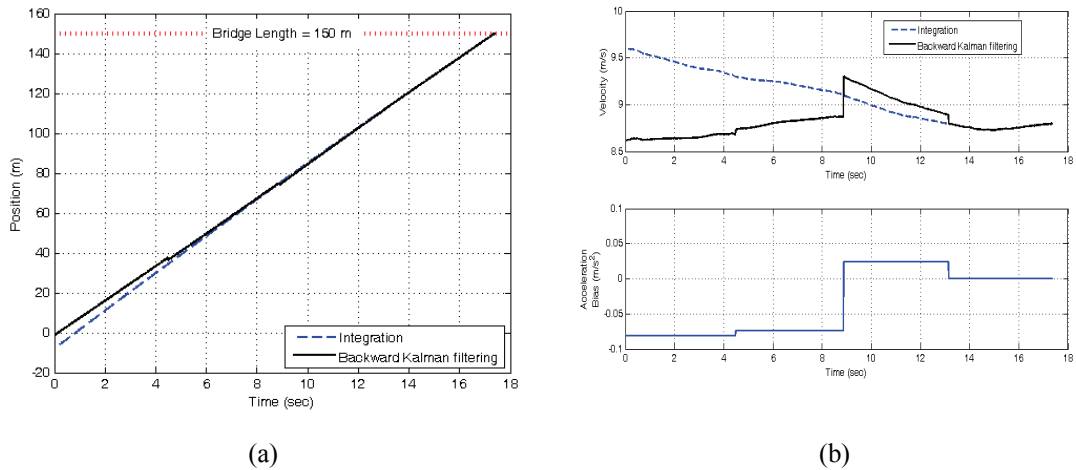 160
140
120
100
80
60
40
20
0
-20
Position (m)
Bridge Length = 150 m
Integration
Backward Kalman filtering
0 2 4 6 8 10 12 14 16 18
Time (sec)
(a)
10
9.5
9
8.5
Velocity (m/s)
Integration
Backward Kalman filtering
0 2 4 6 8 10 12 14 16 18
Time (sec)
0.1
0.05
0
-0.05
-0.1
Acceleration
Bias (m/s²)
0 2 4 6 8 10 12 14 16 18
Time (sec)
(b)